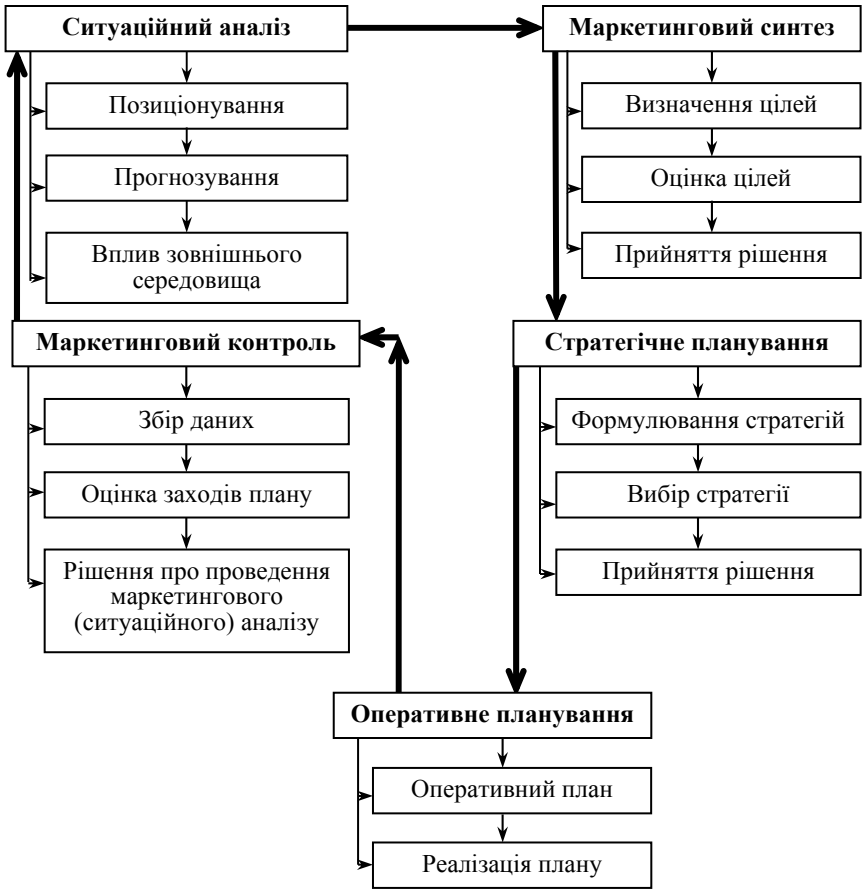 Ситуаційний аналіз
Позиціонування
Прогнозування
Вплив зовнішнього
середовища
Маркетинговий синтез
Визначення цілей
Оцінка цілей
Прийняття рішення
Маркетинговий контроль
Збір даних
Оцінка заходів плану
Рішення про проведення
маркетингового
(ситуаційного) аналізу
Стратегічне планування
Формулювання стратегій
Вибір стратегії
Прийняття рішення
Оперативне планування
Оперативний план
Реалізація плану